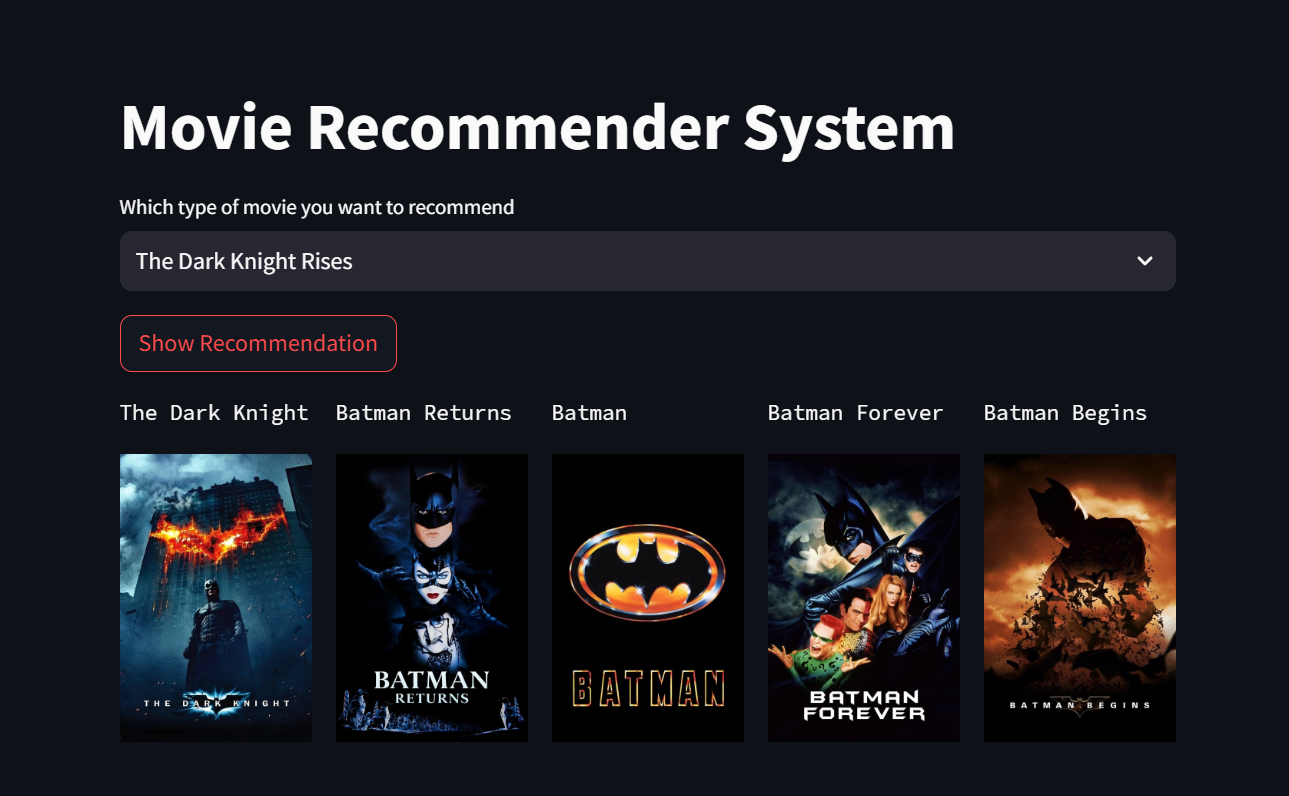 Movie Recommender System
Which type of movie you want to recommend
The Dark Knight Rises
Show Recommendation
The Dark Knight
Batman Returns
Batman
Batman Forever
Batman Begins
THE DARK KNIGHT
BATMAN
RETURNS
BATMAN
BATMAN
FOREVER
BATMAN BEGINS